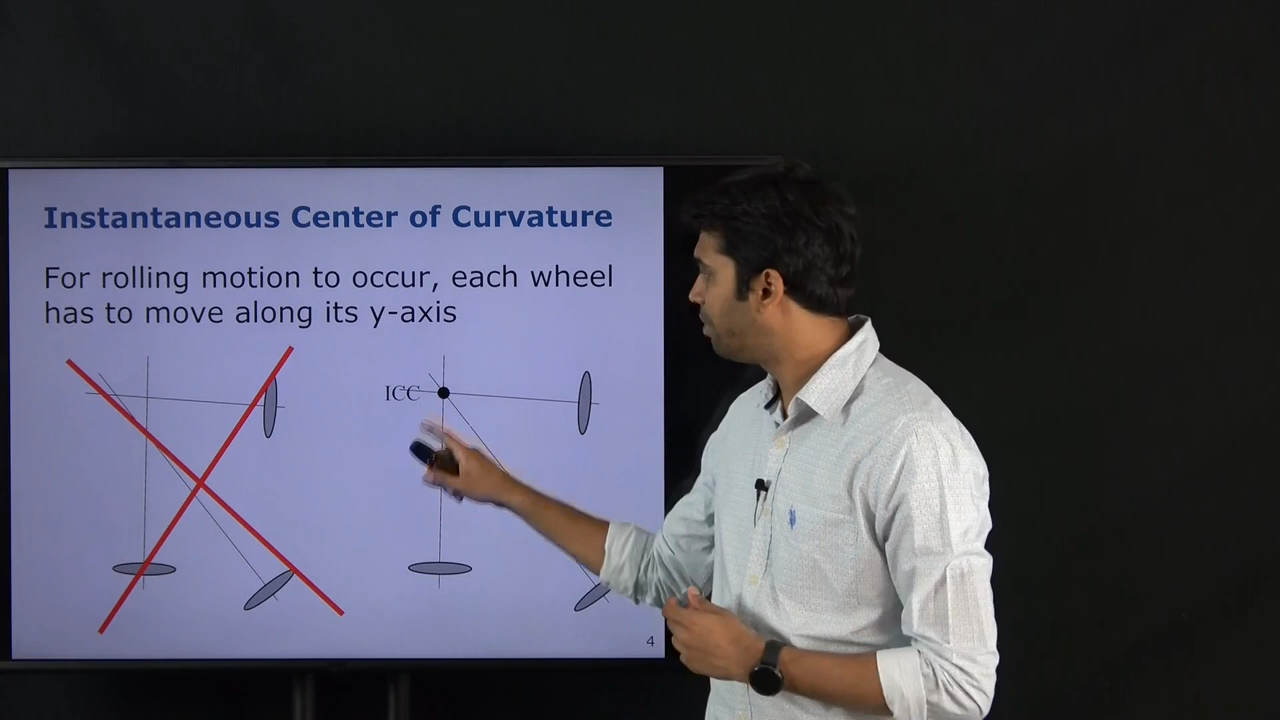 Instantaneous Center of Curvature
For rolling motion to occur, each wheel
has to move along its y-axis
ICC
4